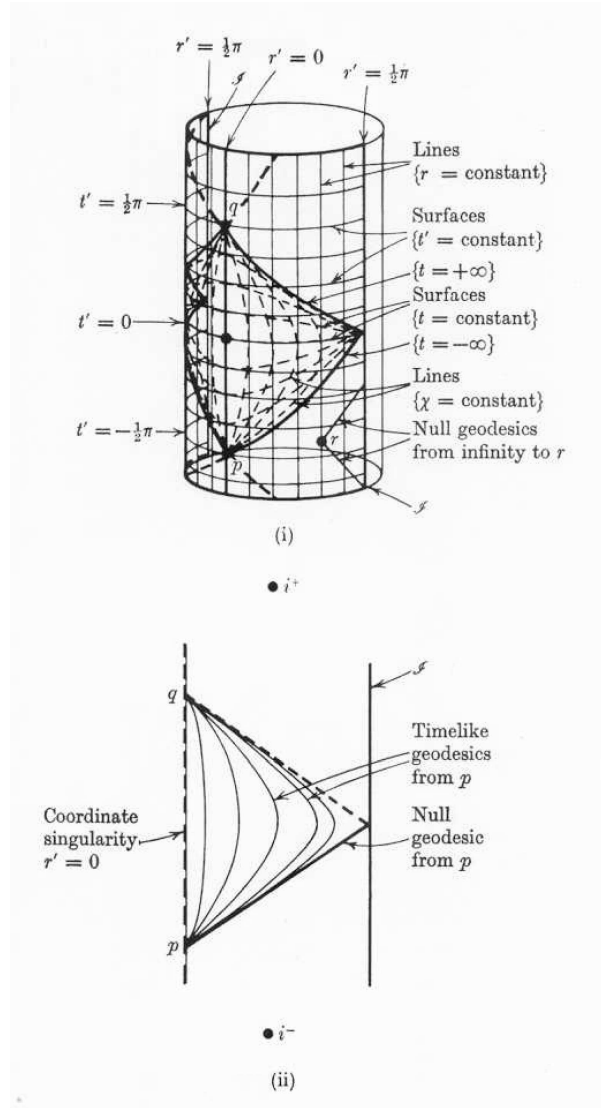 r′ = ½π
r′ = 0
r′ = ½π
ℐ
Lines
{r = constant}
t′ = ½π
q
Surfaces
{t′ = constant}
{t = +∞}
Surfaces
{t = constant}
t′ = 0
{t = −∞}
Lines
{χ = constant}
t′ = −½π
r
Null geodesics
from infinity to r
p
ℐ
(i)
i⁺
ℐ
q
Timelike
geodesics
from p
Coordinate
singularity
r′ = 0
Null
geodesic
from p
p
i⁻
(ii)